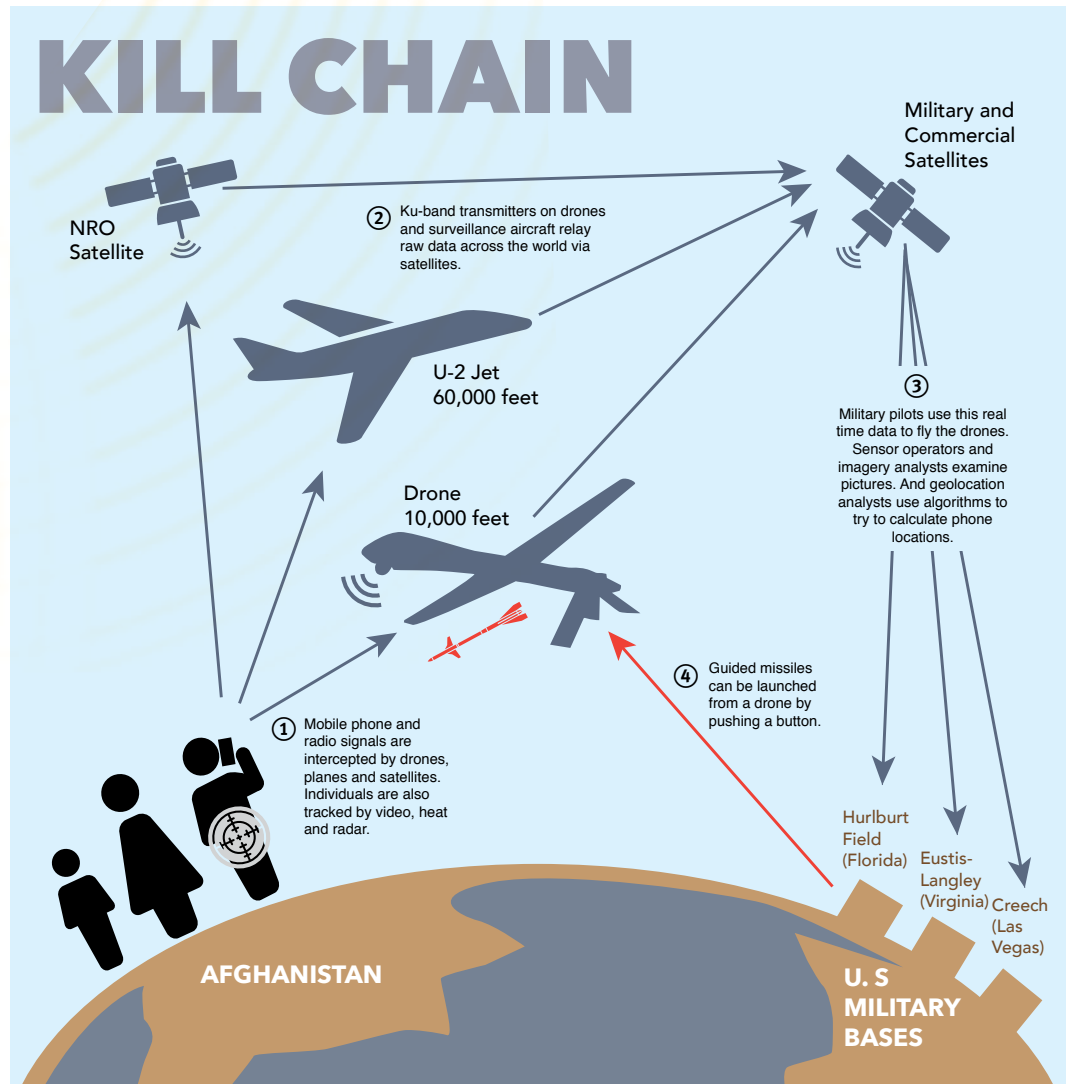 KILL CHAIN
Military and
Commercial
Satellites
NRO
Satellite
2
Ku-band transmitters on drones
and surveillance aircraft relay
raw data across the world via
satellites.
U-2 Jet
60,000 feet
3
Military pilots use this real
time data to fly the drones.
Sensor operators and
imagery analysts examine
pictures. And geolocation
analysts use algorithms to
try to calculate phone
locations.
Drone
10,000 feet
4
Guided missiles
can be launched
from a drone by
pushing a button.
1
Mobile phone and
radio signals are
intercepted by drones,
planes and satellites.
Individuals are also
tracked by video, heat
and radar.
Hurlburt
Field
(Florida)
Eustis-
Langley
(Virginia)
Creech
(Las
Vegas)
AFGHANISTAN
U. S
MILITARY
BASES